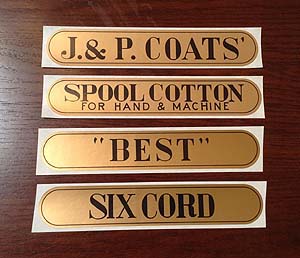 J. & P. COATS'
SPOOL COTTON
FOR HAND & MACHINE
"BEST"
SIX CORD